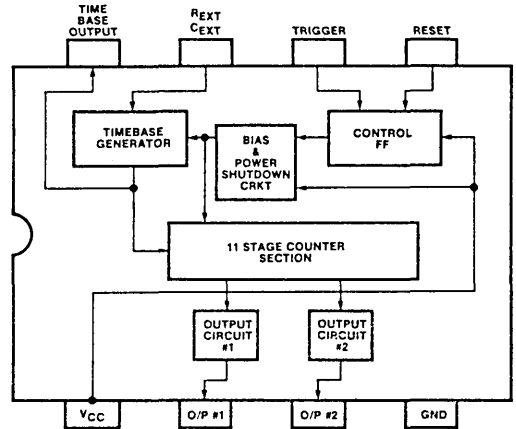 TIME
BASE
OUTPUT
REXT
CEXT
TRIGGER
RESET
TIMEBASE
GENERATOR
BIAS
&
POWER
SHUTDOWN
CRKT
CONTROL
FF
11 STAGE COUNTER
SECTION
OUTPUT
CIRCUIT
#1
OUTPUT
CIRCUIT
#2
VCC
O/P #1
O/P #2
GND